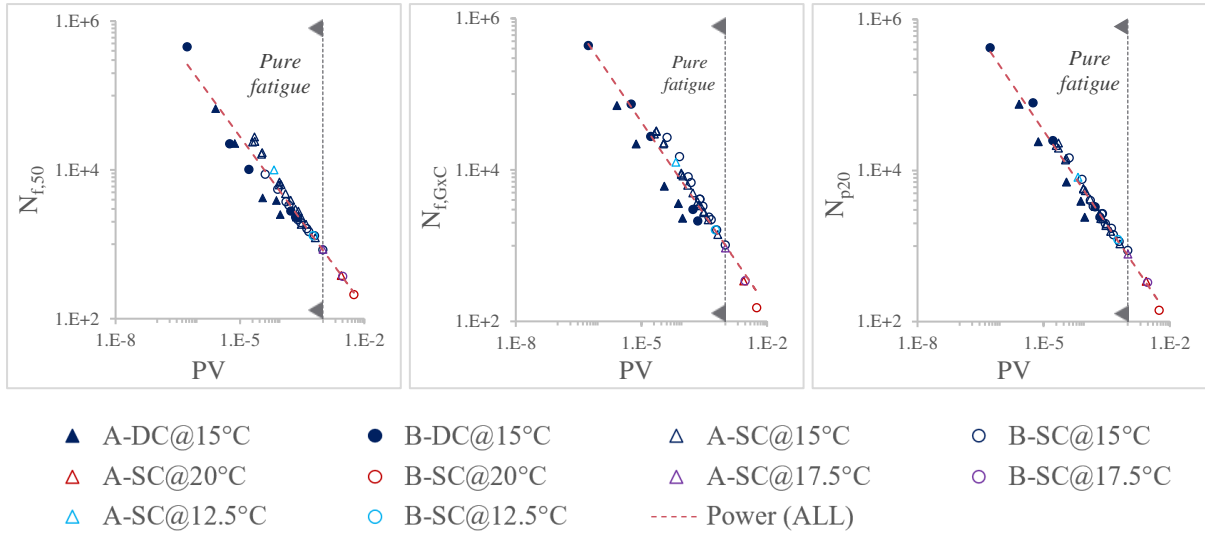 1.E+6
1.E+4
1.E+2
N_f,50
Pure
fatigue
1.E-8
1.E-5
1.E-2
PV
1.E+6
1.E+4
1.E+2
N_f,GxC
Pure
fatigue
1.E-8
1.E-5
1.E-2
PV
1.E+6
1.E+4
1.E+2
N_p20
Pure
fatigue
1.E-8
1.E-5
1.E-2
PV
A-DC@15°C
B-DC@15°C
A-SC@15°C
B-SC@15°C
A-SC@20°C
B-SC@20°C
A-SC@17.5°C
B-SC@17.5°C
A-SC@12.5°C
B-SC@12.5°C
Power (ALL)